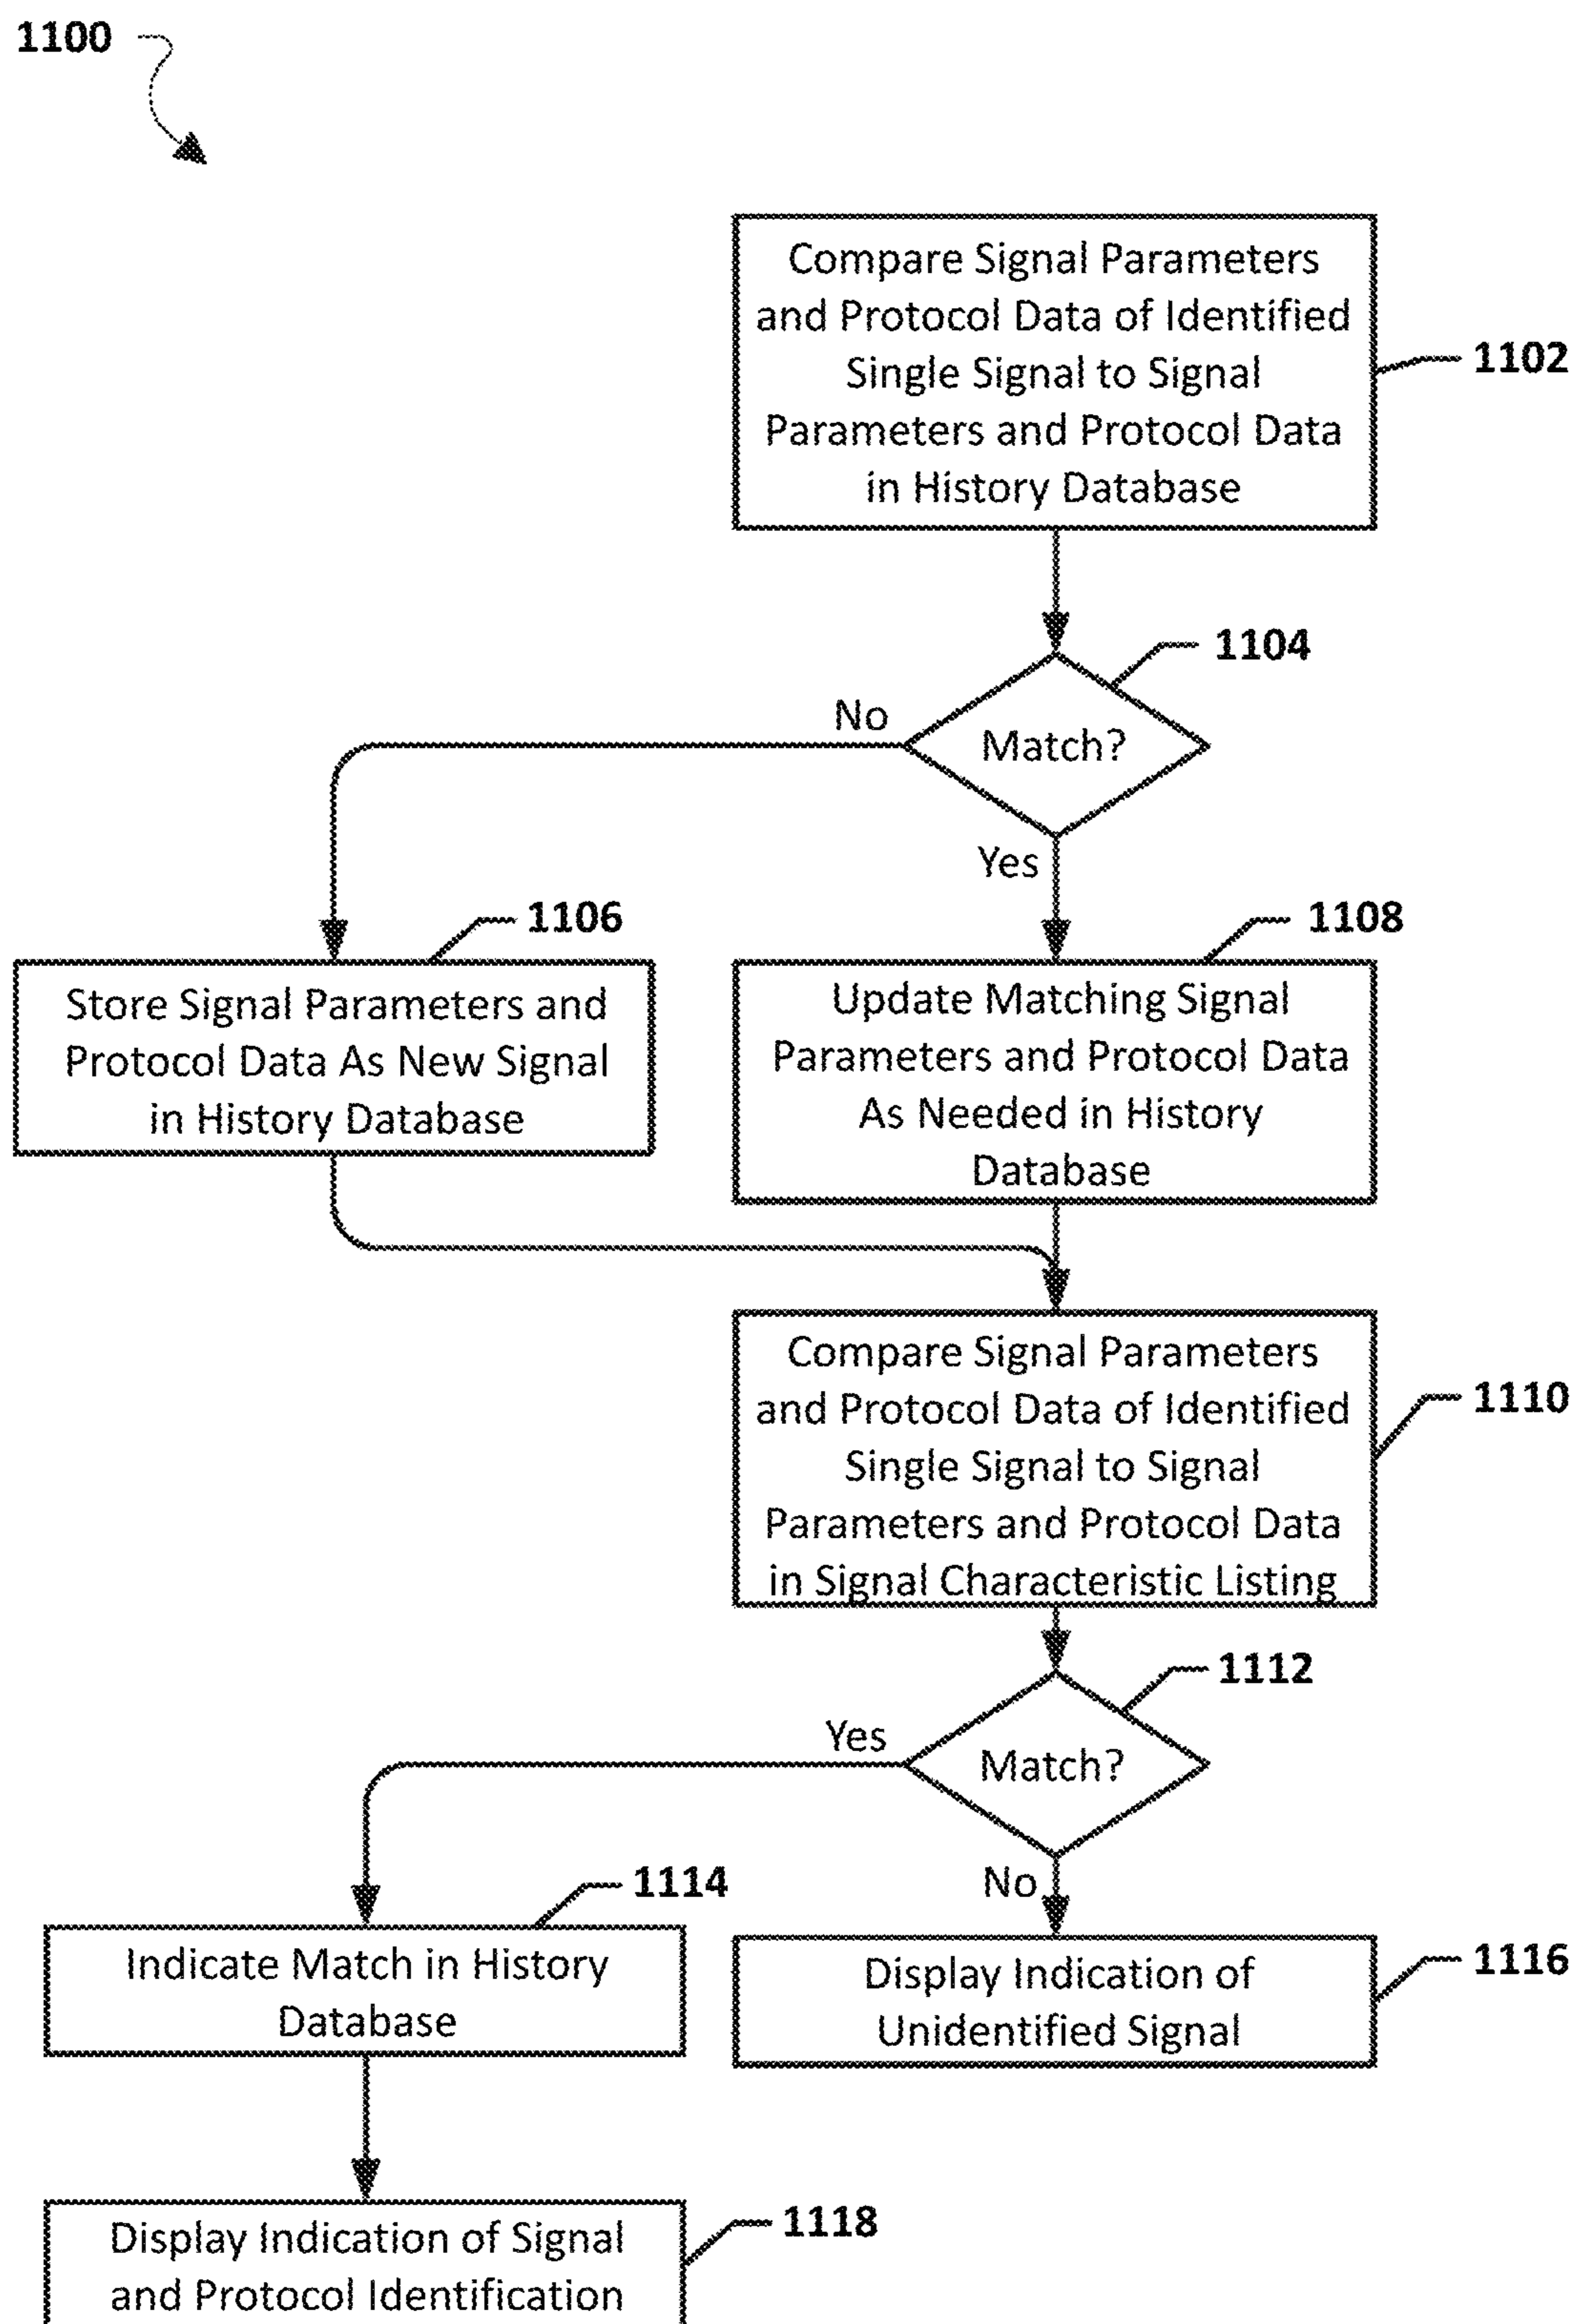 1100
Compare Signal Parameters
and Protocol Data of Identified
Single Signal to Signal
Parameters and Protocol Data
in History Database
1102
1104
Match?
No
Yes
1106
Store Signal Parameters and
Protocol Data As New Signal
in History Database
1108
Update Matching Signal
Parameters and Protocol Data
As Needed in History
Database
Compare Signal Parameters
and Protocol Data of Identified
Single Signal to Signal
Parameters and Protocol Data
in Signal Characteristic Listing
1110
1112
Match?
Yes
No
1114
Indicate Match in History
Database
Display Indication of
Unidentified Signal
1116
Display Indication of Signal
and Protocol Identification
1118